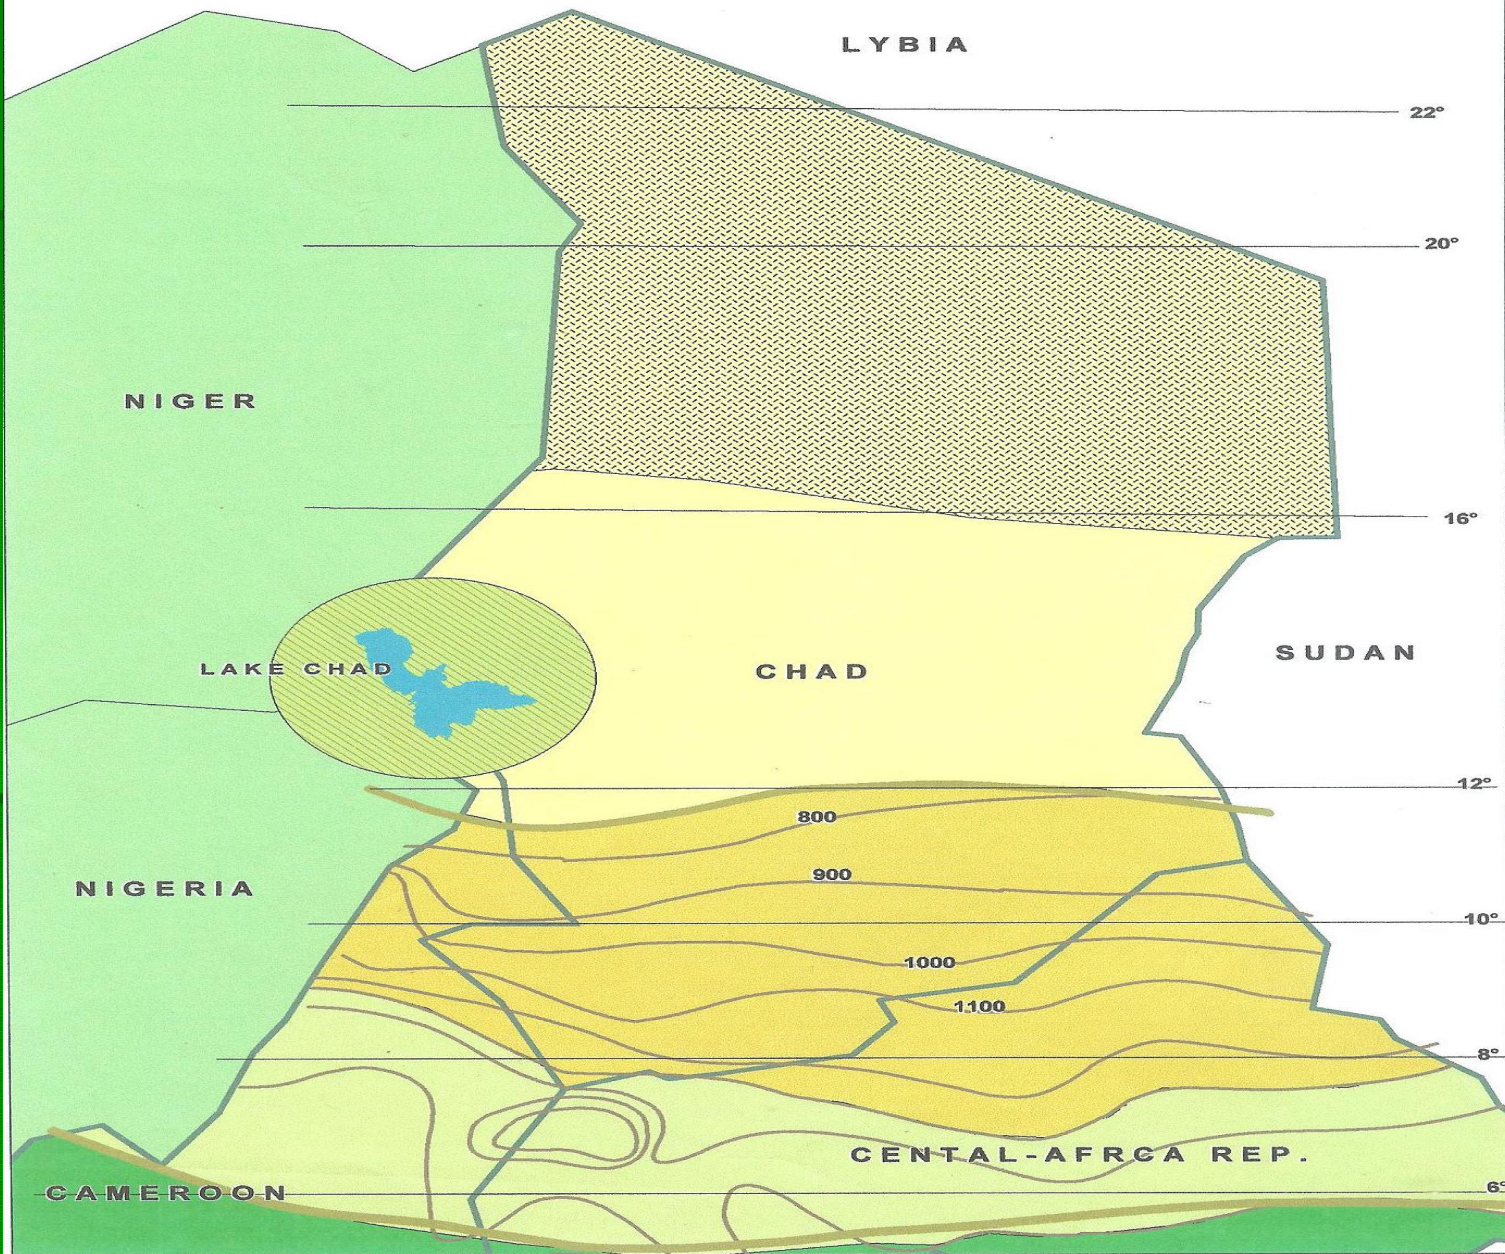 LYBIA
22°
20°
NIGER
16°
SUDAN
LAKE CHAD
CHAD
12°
800
900
NIGERIA
10°
1000
1100
8°
CENTAL-AFRCA REP.
6°
CAMEROON